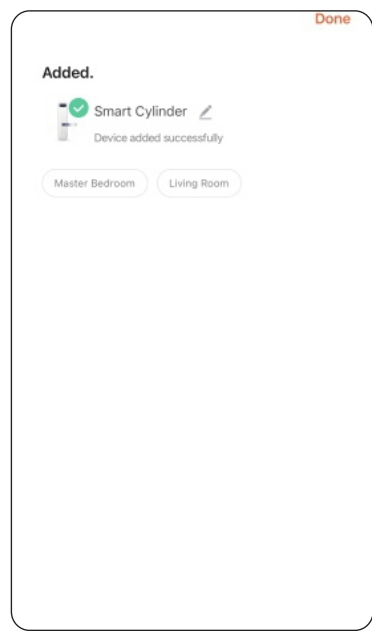 Done
Added.
Smart Cylinder
Device added successfully
Master Bedroom Living Room